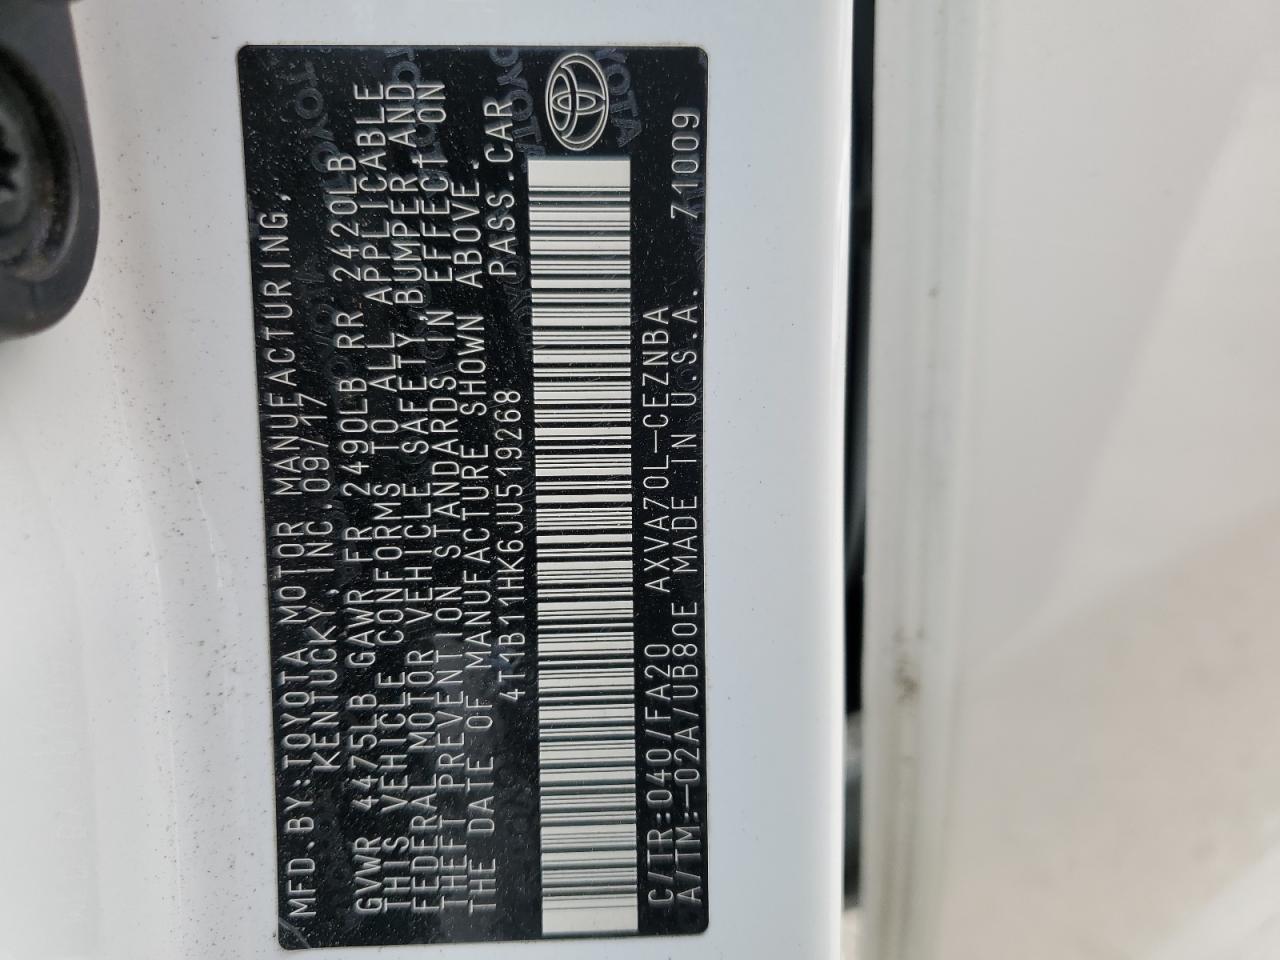 MFD.BY:TOYOTA MOTOR MANUFACTURING,
KENTUCKY,INC.09/17
GVWR 4475LB GAWR FR 2490LB RR 2420LB
THIS VEHICLE CONFORMS TO ALL APPLICABLE
FEDERAL MOTOR VEHICLE SAFETY,BUMPER AND
THEFT PREVENTION STANDARDS IN EFFECT ON
THE DATE OF MANUFACTURE SHOWN ABOVE.
4T1B11HK6JU519268 PASS.CAR
C/TR:040/FA20 AXVA70L-CEZNBA
A/TM:-02A/UB80E MADE IN U.S.A. 71009